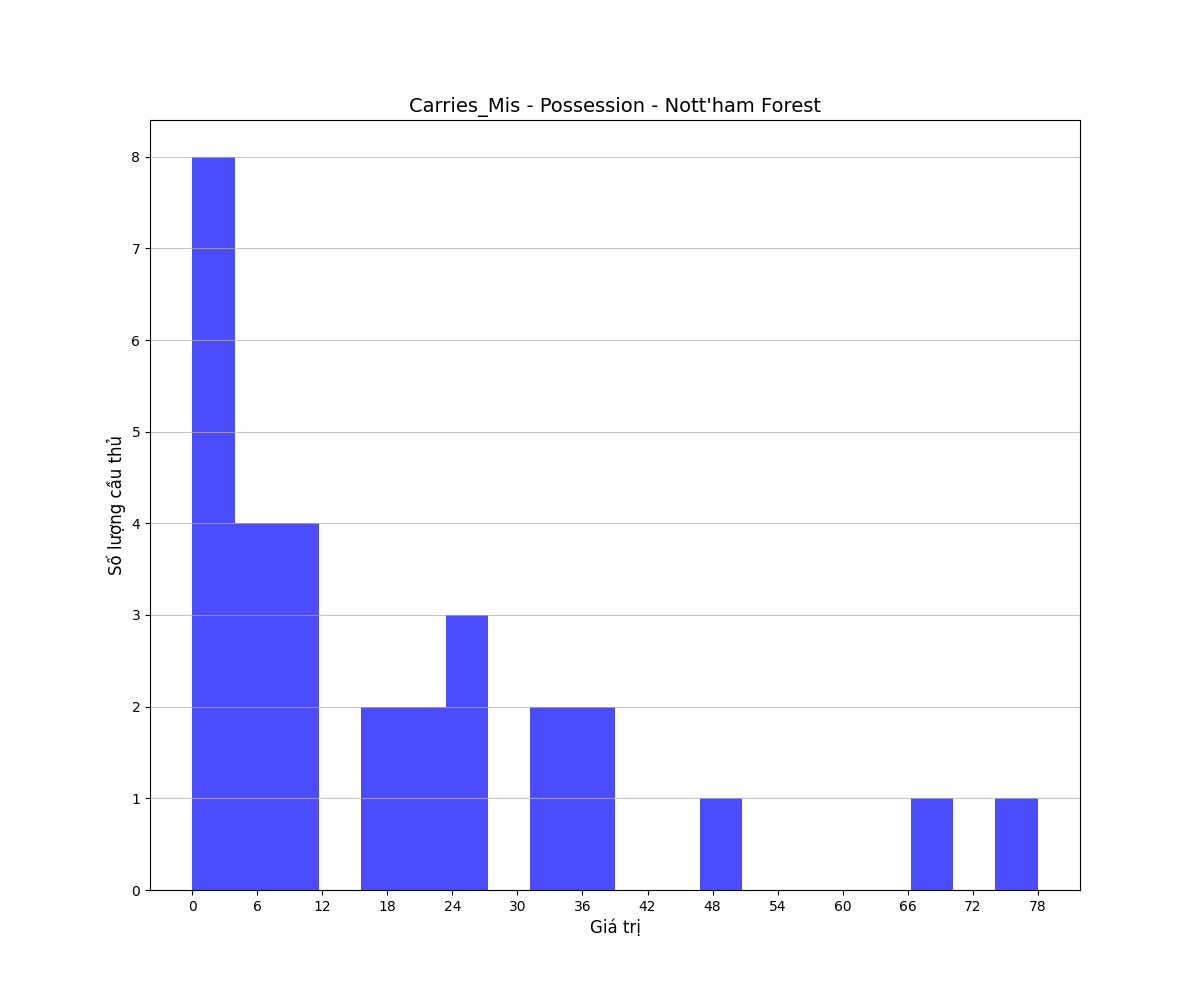 Carries_Mis - Possession - Nott'ham Forest
Số lượng cầu thủ
8
7
6
5
4
3
2
1
0
0 6 12 18 24 30 36 42 48 54 60 66 72 78
Giá trị